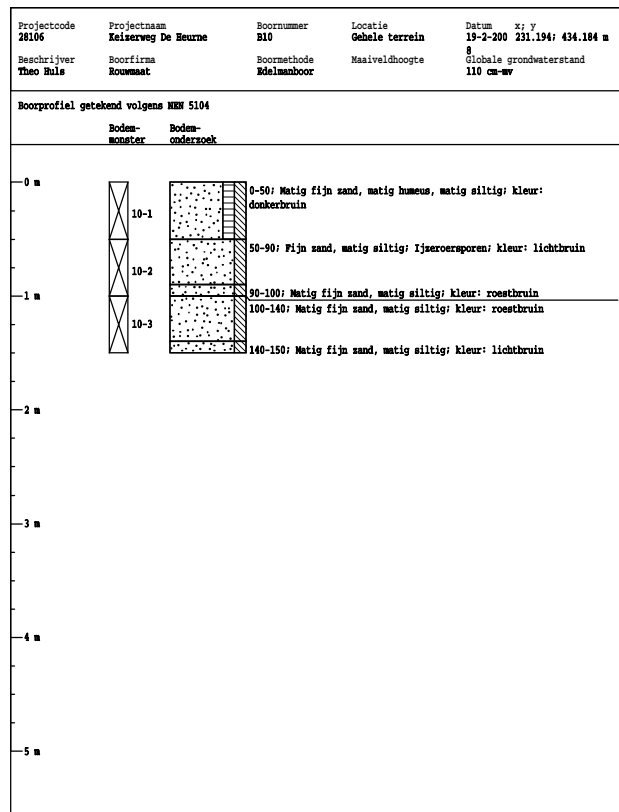 Projectcode Projectnaam Boornummer Locatie Datum x; y
28106 Keizerweg De Heurne B10 Gehele terrein 19-2-200 231.194; 434.184 m
8
Beschrijver Boorfirma Boormethode Maaiveldhoogte Globale grondwaterstand
Theo Huls Rouwmaat Edelmanboor 110 cm-mv
Boorprofiel getekend volgens NEN 5104
Bodem- Bodem-
monster onderzoek
0 m
0-50; Matig fijn zand, matig humeus, matig siltig; kleur:
donkerbruin
10-1
50-90; Fijn zand, matig siltig; Ijzeroersporen; kleur: lichtbruin
10-2
90-100; Matig fijn zand, matig siltig; kleur: roestbruin
1 m
100-140; Matig fijn zand, matig siltig; kleur: roestbruin
10-3
140-150; Matig fijn zand, matig siltig; kleur: lichtbruin
2 m
3 m
4 m
5 m